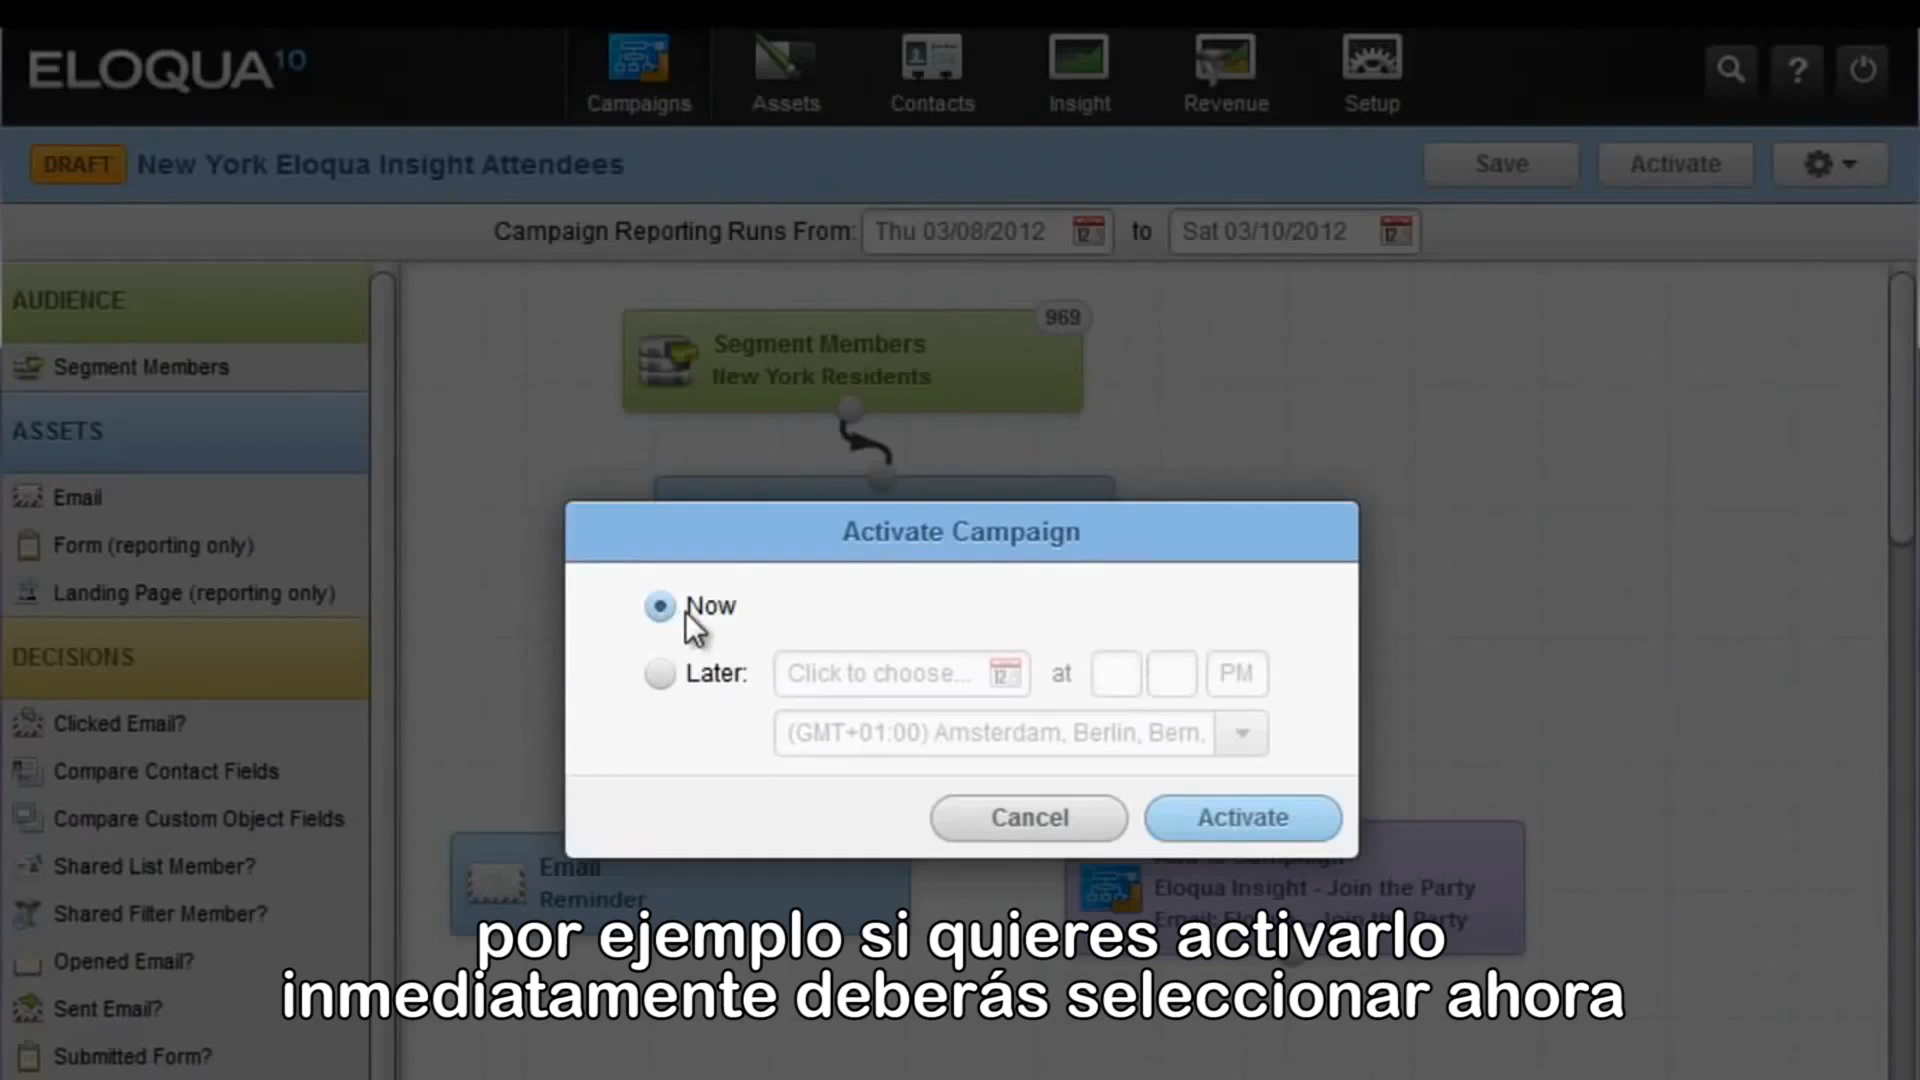 ELOQUA10
Campaigns
Assets
Contacts
Insight
Revenue
Setup
?
DRAFT
New York Eloqua Insight Attendees
Save
Activate
Campaign Reporting Runs From: Thu 03/08/2012 to Sat 03/10/2012
AUDIENCE
Segment Members
ASSETS
Email
Form (reporting only)
Landing Page (reporting only)
DECISIONS
Clicked Email?
Compare Contact Fields
Compare Custom Object Fields
Shared List Member?
Shared Filter Member?
Opened Email?
Sent Email?
Submitted Form?
969
Segment Members
New York Residents
Activate Campaign
Now
Later: Click to choose... at PM
(GMT+01:00) Amsterdam, Berlin, Bern,
Cancel
Activate
Email
Reminder
Eloqua Insight - Join the Party
por ejemplo si quieres activarlo
inmediatamente deberás seleccionar ahora